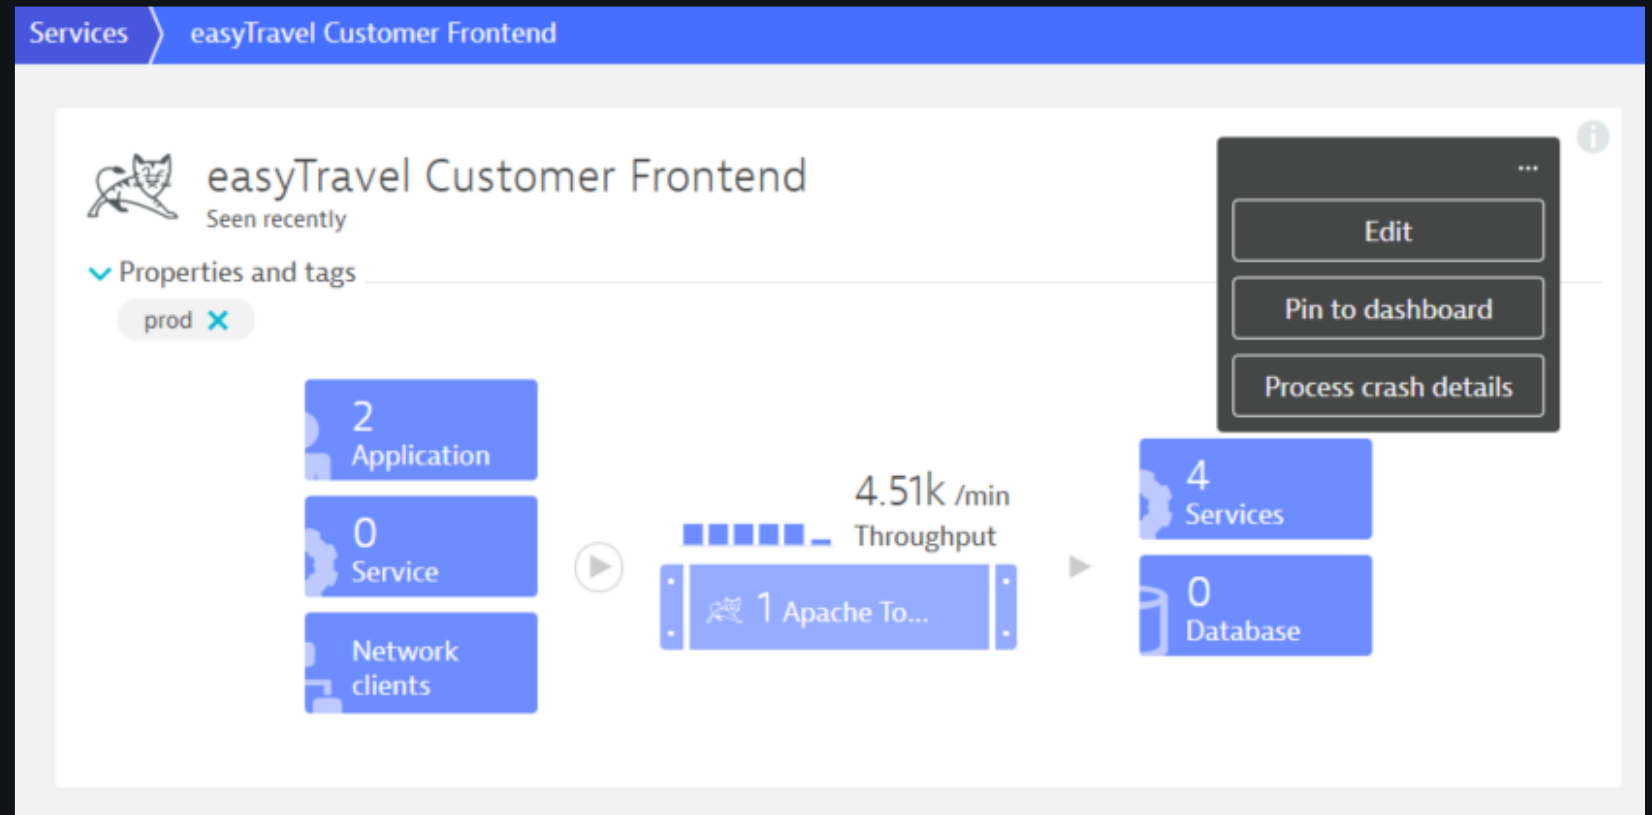 Services
easyTravel Customer Frontend
easyTravel Customer Frontend
Seen recently
Properties and tags
prod
...
Edit
Pin to dashboard
Process crash details
2
Application
0
Service
Network
clients
4.51k /min
Throughput
1 Apache To...
4
Services
0
Database